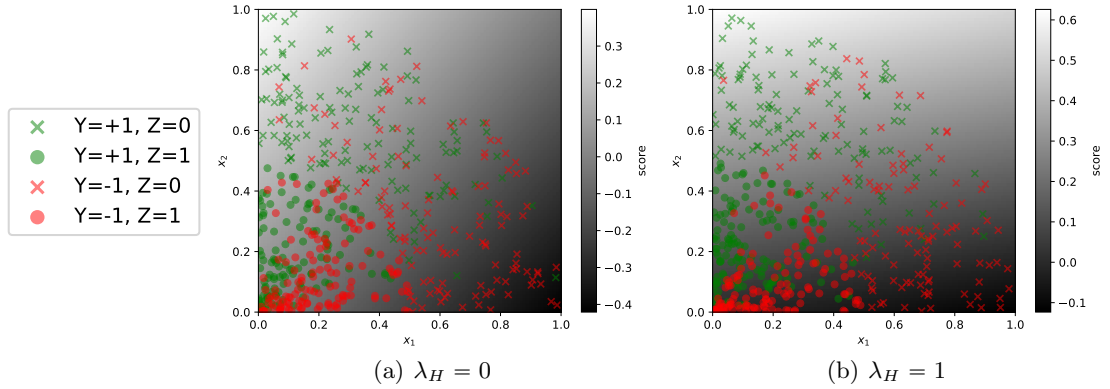 Y=+1, Z=0
Y=+1, Z=1
Y=-1, Z=0
Y=-1, Z=1
1.0
0.8
0.6
0.4
0.2
0.0
x₂
0.0 0.2 0.4 0.6 0.8 1.0
x₁
0.3
0.2
0.1
0.0
−0.1
−0.2
−0.3
−0.4
score
(a) λ_H = 0
1.0
0.8
0.6
0.4
0.2
0.0
x₂
0.0 0.2 0.4 0.6 0.8 1.0
x₁
0.6
0.5
0.4
0.3
0.2
0.1
0.0
−0.1
score
(b) λ_H = 1